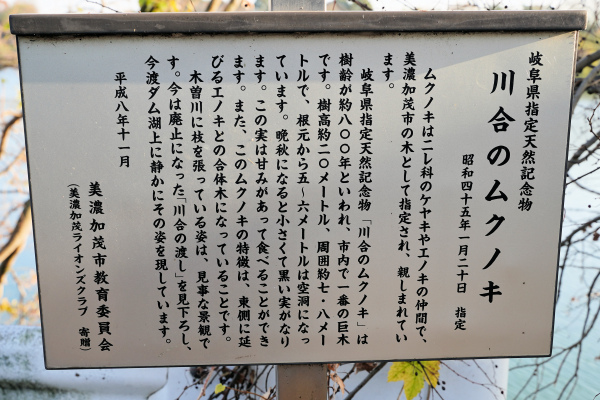 岐阜県指定天然記念物
川合のムクノキ
昭和四十五年一月二十日　指定
ムクノキはニレ科のケヤキやエノキの仲間で、
美濃加茂市の木として指定され、親しまれてい
ます。
岐阜県指定天然記念物「川合のムクノキ」は
樹齢が約八〇〇年といわれ、市内で一番の巨木
です。樹高約二〇メートル、周囲約七・八メー
トルで、根元から五～六メートルは空洞になっ
ています。晩秋になると小さくて黒い実がなり
ます。この実は甘みがあって食べることができ
ます。また、このムクノキの特徴は、東側に延
びるエノキとの合体木になっていることです。
木曽川に枝を張っている姿は、見事な景観で
す。今は廃止になった「川合の渡し」を見下ろし、
今渡ダム湖上に静かにその姿を現しています。
平成八年十一月
美濃加茂市教育委員会
（美濃加茂ライオンズクラブ　寄贈）